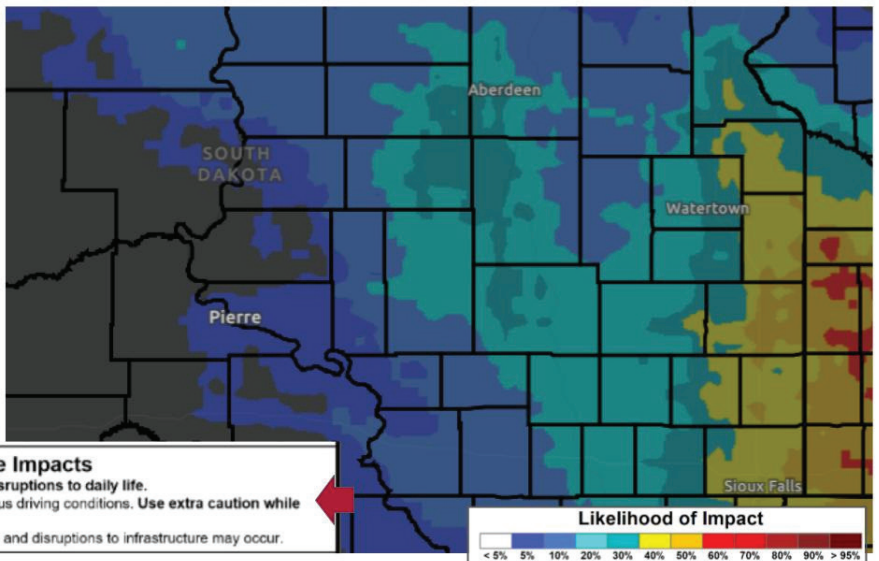 Aberdeen
SOUTH
DAKOTA
Watertown
Pierre
Sioux Falls
e Impacts
sruptions to daily life.
us driving conditions. Use extra caution while
and disruptions to infrastructure may occur.
Likelihood of Impact
< 5% 5% 10% 20% 30% 40% 50% 60% 70% 80% 90% > 95%